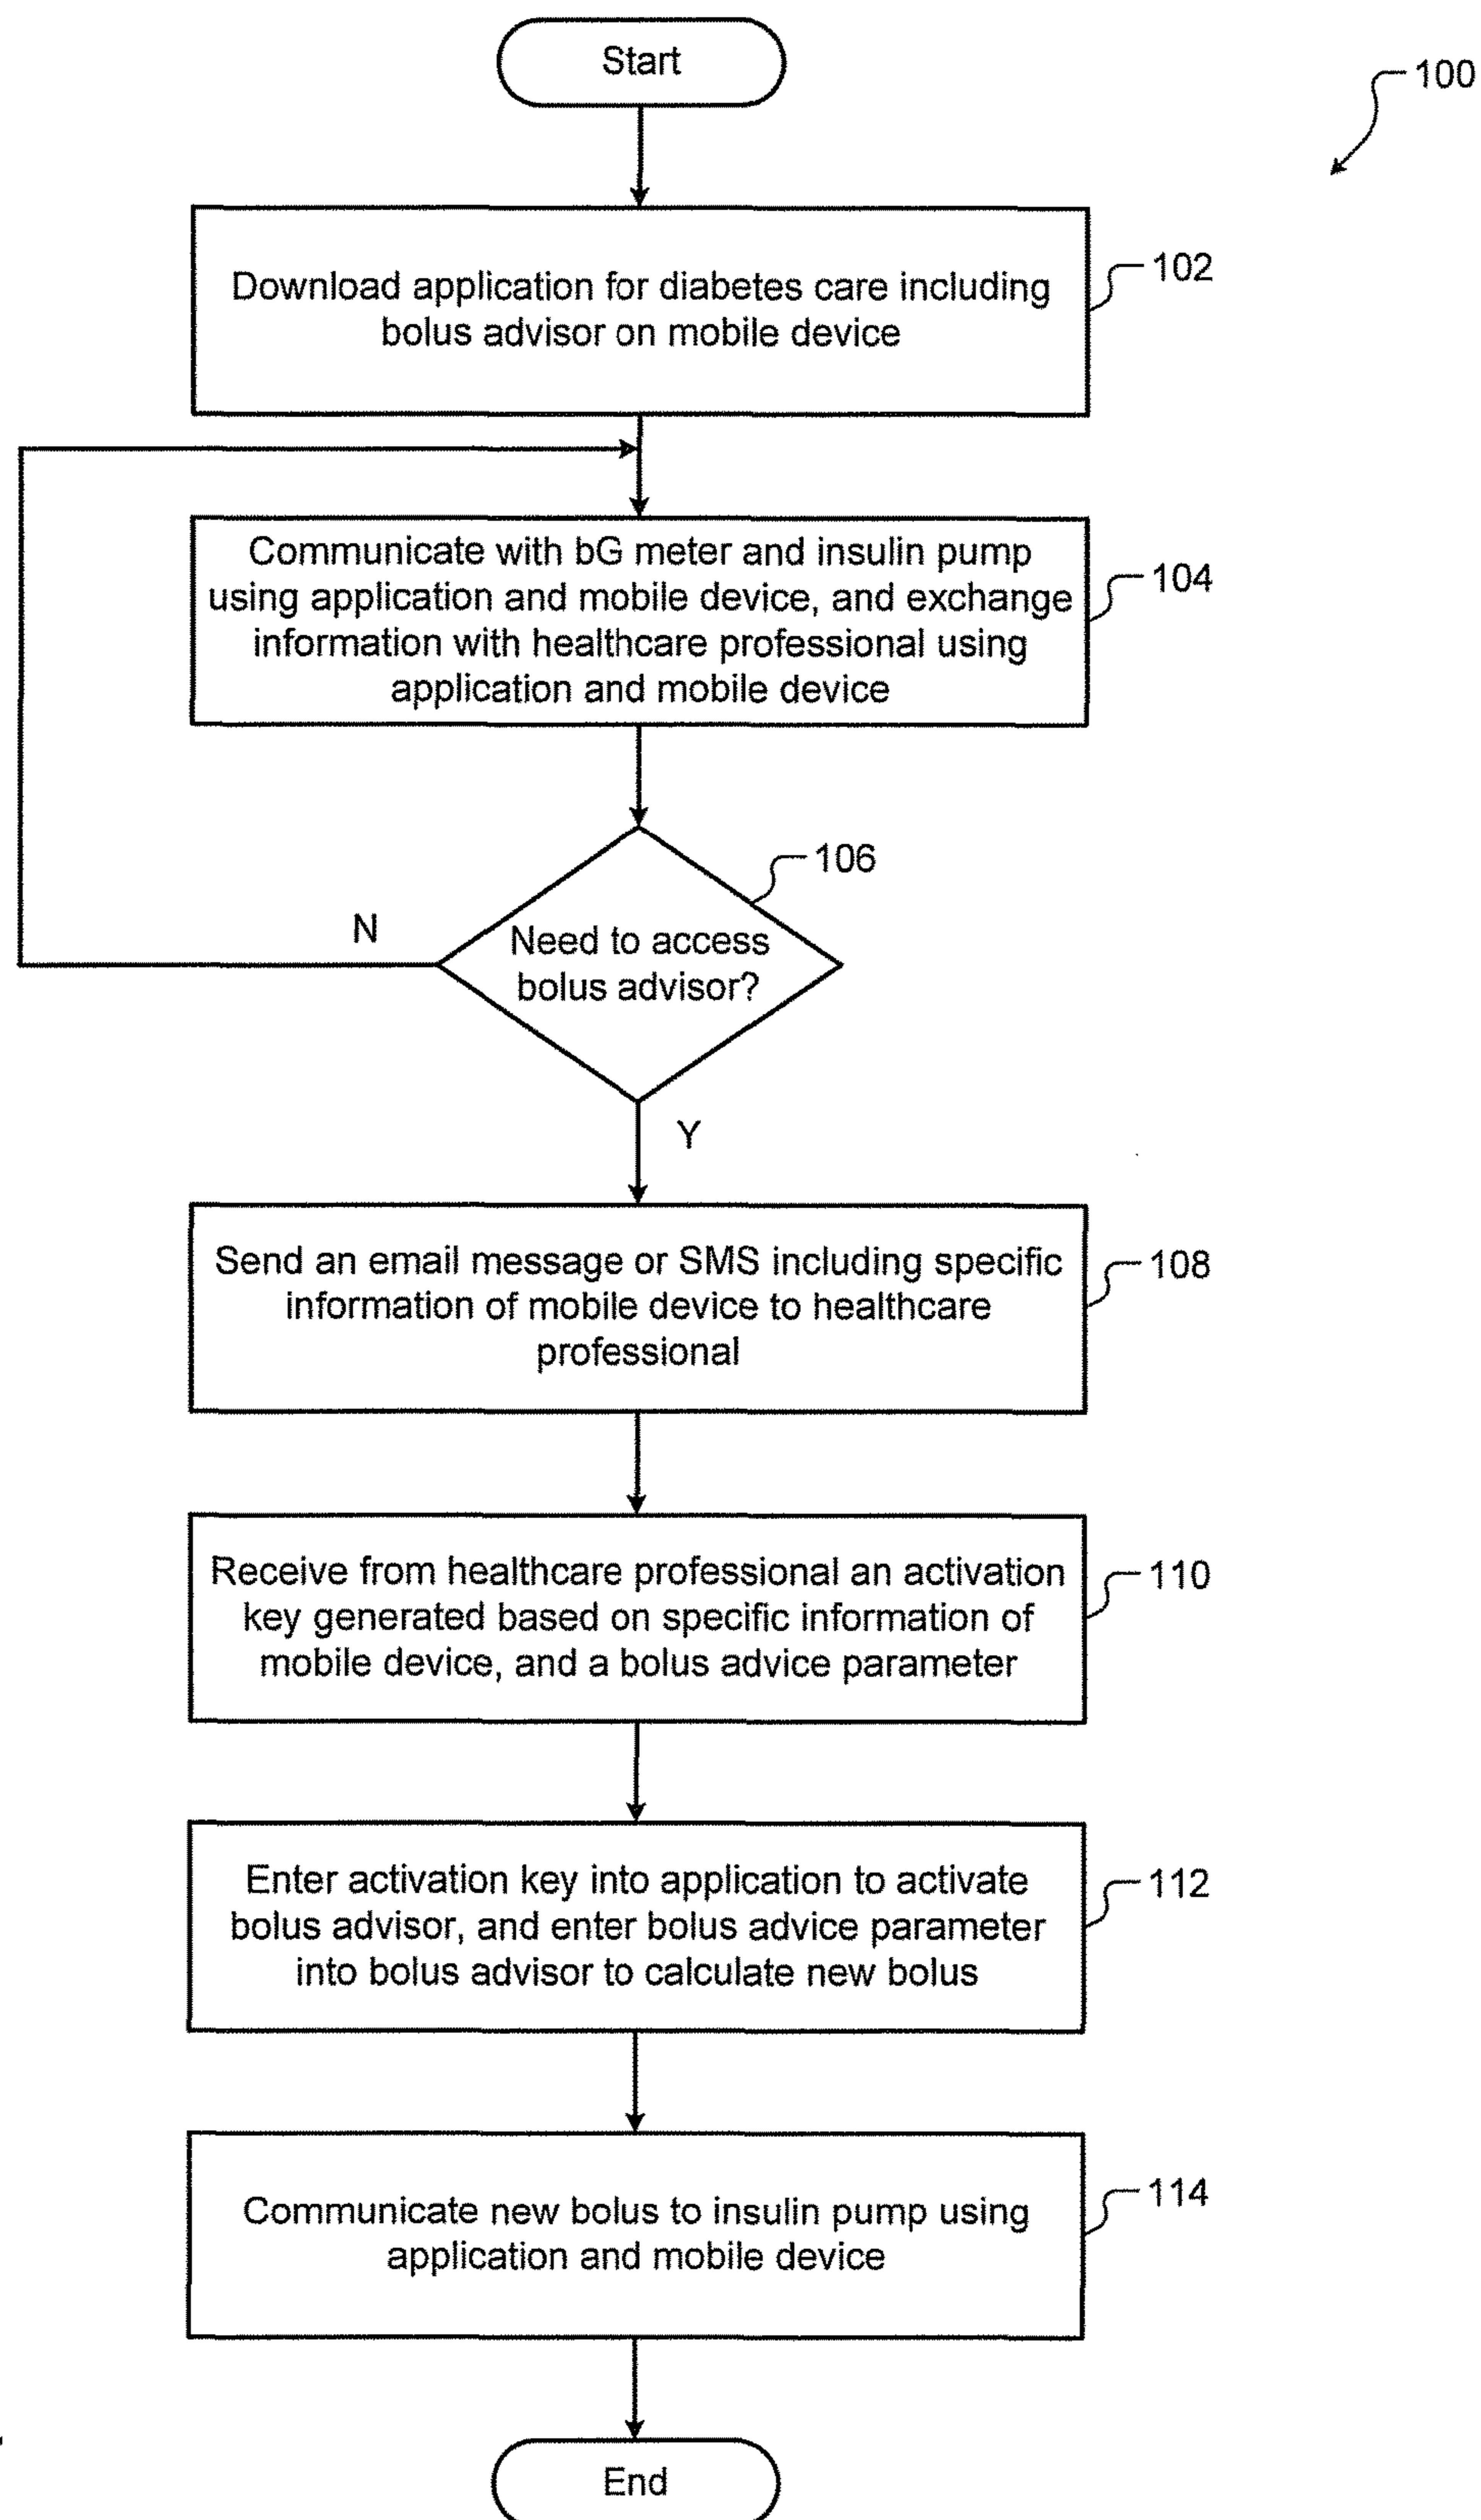 Start
100
Download application for diabetes care including
bolus advisor on mobile device
102
Communicate with bG meter and insulin pump
using application and mobile device, and exchange
information with healthcare professional using
application and mobile device
104
106
Need to access
bolus advisor?
N
Y
Send an email message or SMS including specific
information of mobile device to healthcare
professional
108
Receive from healthcare professional an activation
key generated based on specific information of
mobile device, and a bolus advice parameter
110
Enter activation key into application to activate
bolus advisor, and enter bolus advice parameter
into bolus advisor to calculate new bolus
112
Communicate new bolus to insulin pump using
application and mobile device
114
End